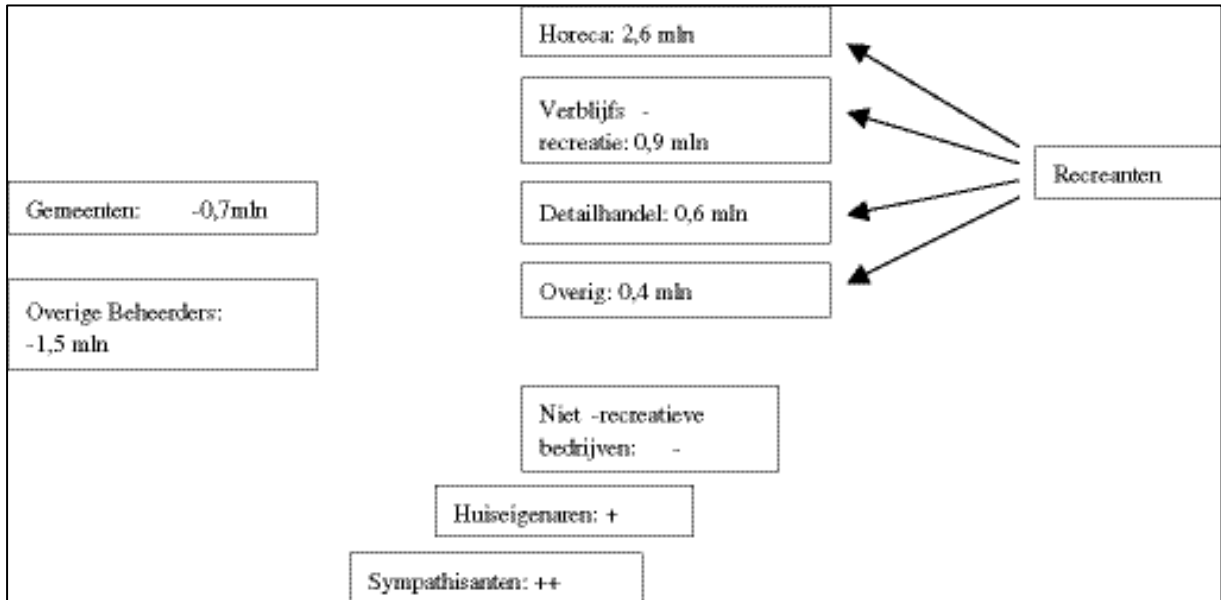 Horeca: 2,6 mln
Verblijfs -
recreatie: 0,9 mln
Recreanten
Gemeenten: -0,7mln
Detailhandel: 0,6 mln
Overig: 0,4 mln
Overige Beheerders:
-1,5 mln
Niet -recreatieve
bedrijven: -
Huiseigenaren: +
Sympathisanten: ++